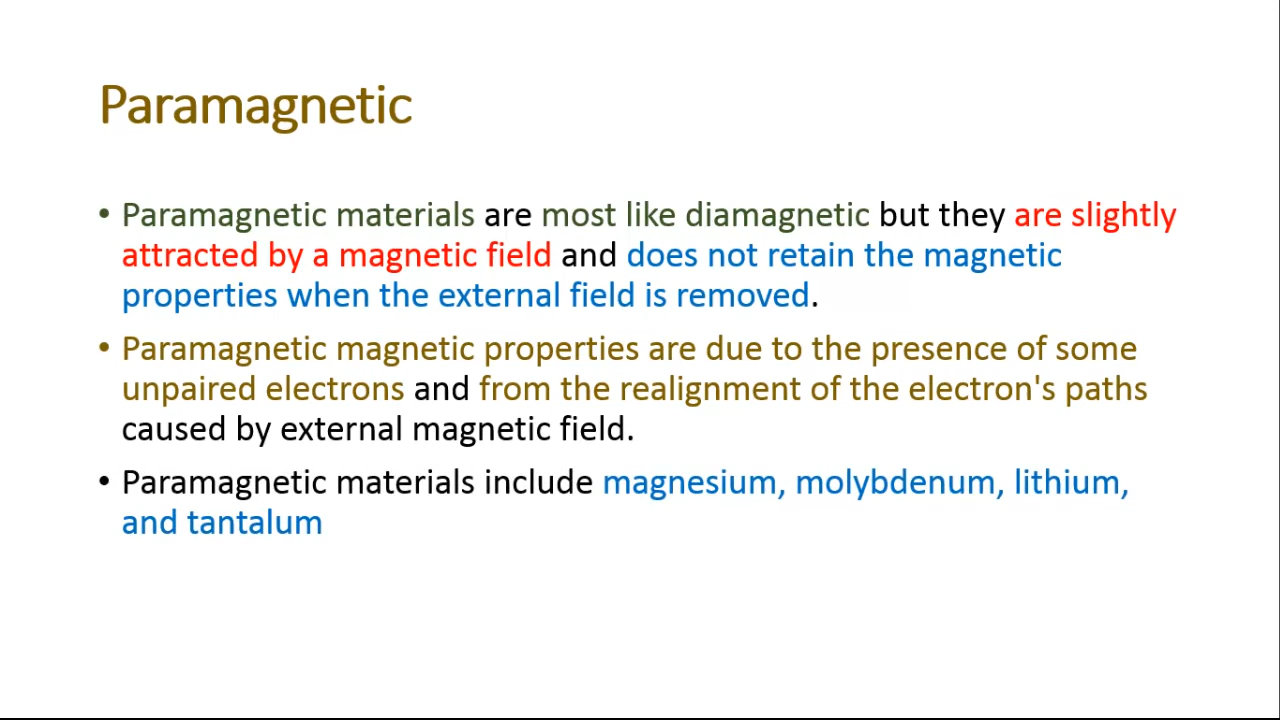 Paramagnetic
• Paramagnetic materials are most like diamagnetic but they are slightly
attracted by a magnetic field and does not retain the magnetic
properties when the external field is removed.
• Paramagnetic magnetic properties are due to the presence of some
unpaired electrons and from the realignment of the electron's paths
caused by external magnetic field.
• Paramagnetic materials include magnesium, molybdenum, lithium,
and tantalum